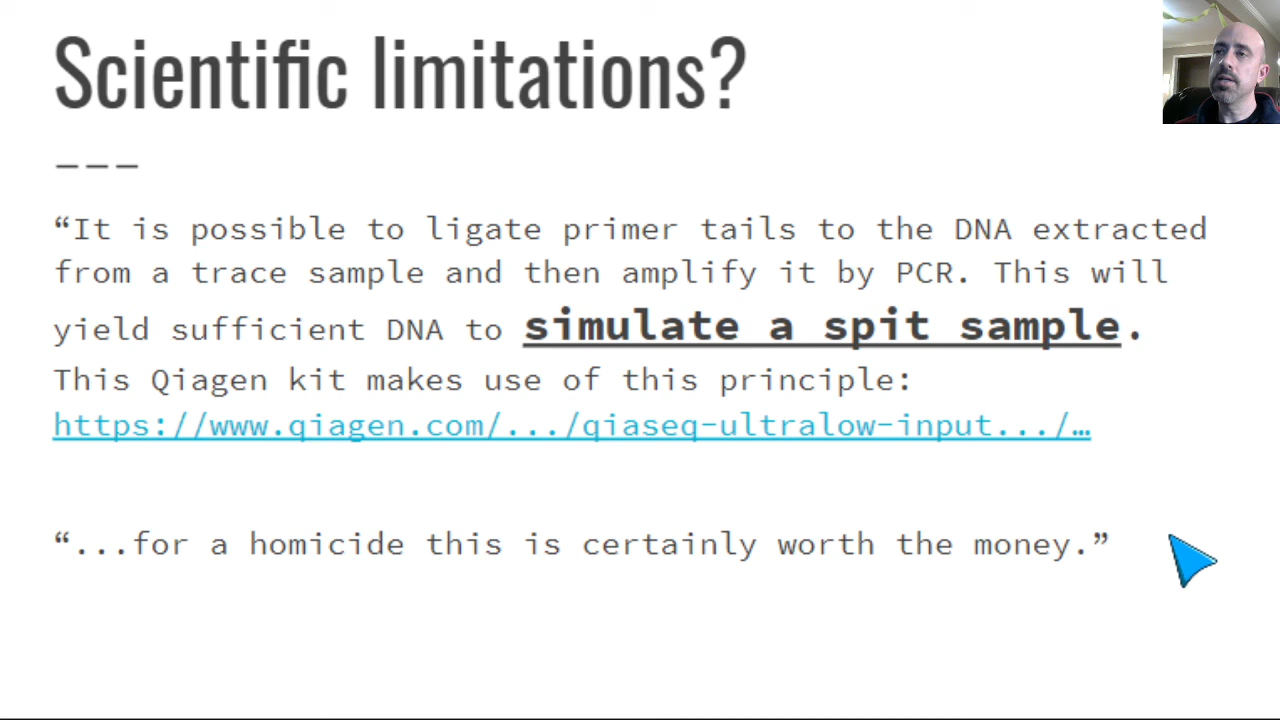 Scientific limitations?
“It is possible to ligate primer tails to the DNA extracted
from a trace sample and then amplify it by PCR. This will
yield sufficient DNA to simulate a spit sample.
This Qiagen kit makes use of this principle:
https://www.qiagen.com/.../qiaseq-ultralow-input.../…
“...for a homicide this is certainly worth the money.”